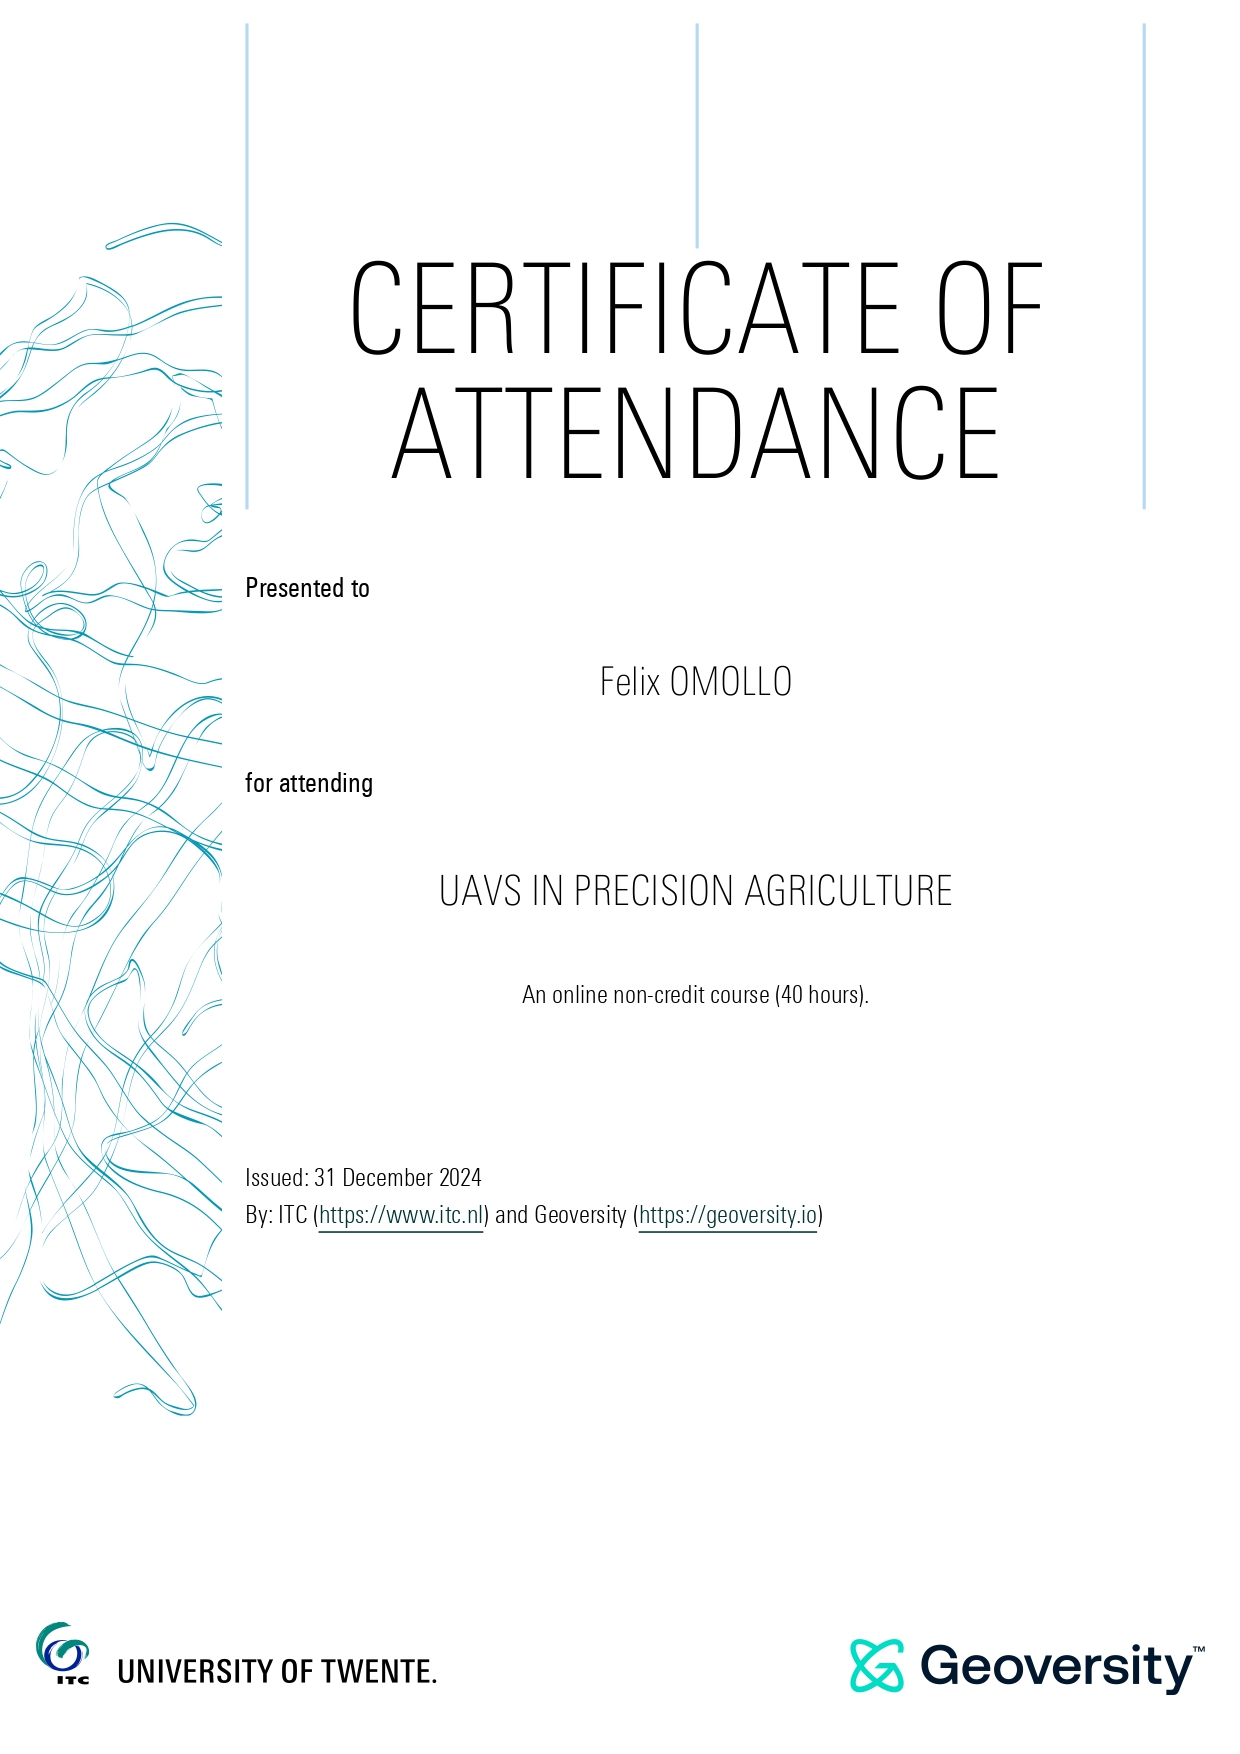 CERTIFICATE OF
ATTENDANCE
Presented to
Felix OMOLLO
for attending
UAVS IN PRECISION AGRICULTURE
An online non-credit course (40 hours).
Issued: 31 December 2024
By: ITC (https://www.itc.nl) and Geoversity (https://geoversity.io)
ITC
UNIVERSITY OF TWENTE.
Geoversity™